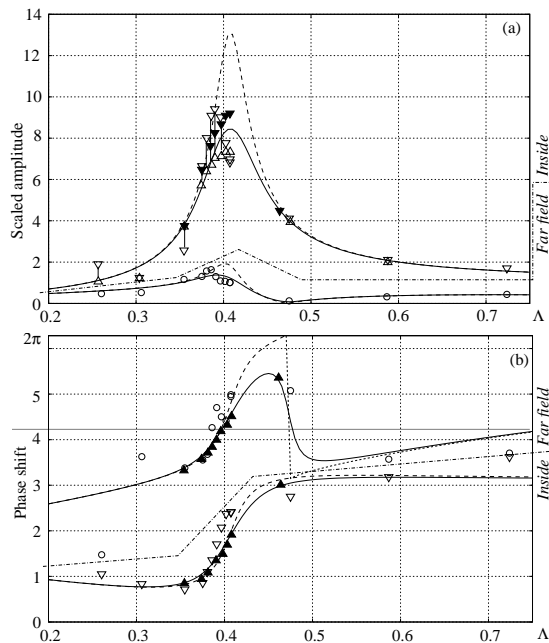 14
(a)
12
10
8
6
4
2
0
Scaled amplitude
Far field Inside
0.2 0.3 0.4 0.5 0.6 0.7 Λ
2π
(b)
5
4
3
2
1
0
Phase shift
Inside Far field
0.2 0.3 0.4 0.5 0.6 0.7 Λ